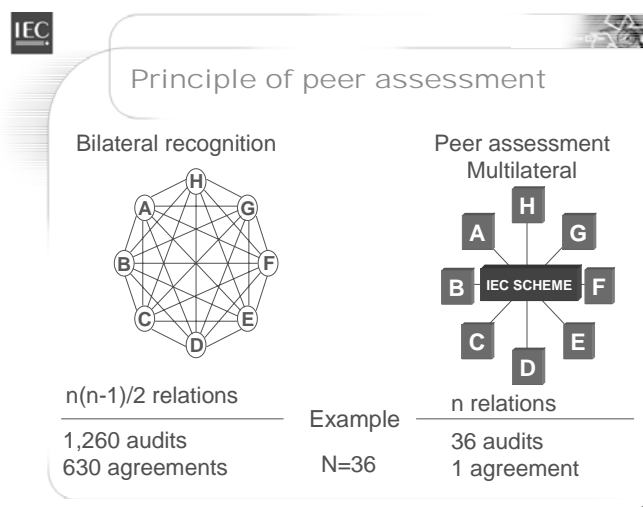 IEC
Principle of peer assessment
Bilateral recognition
H
A
G
B
F
C
E
D
n(n-1)/2 relations
1,260 audits
630 agreements
Example
N=36
Peer assessment
Multilateral
H
A
G
B
IEC SCHEME
F
C
E
D
n relations
36 audits
1 agreement